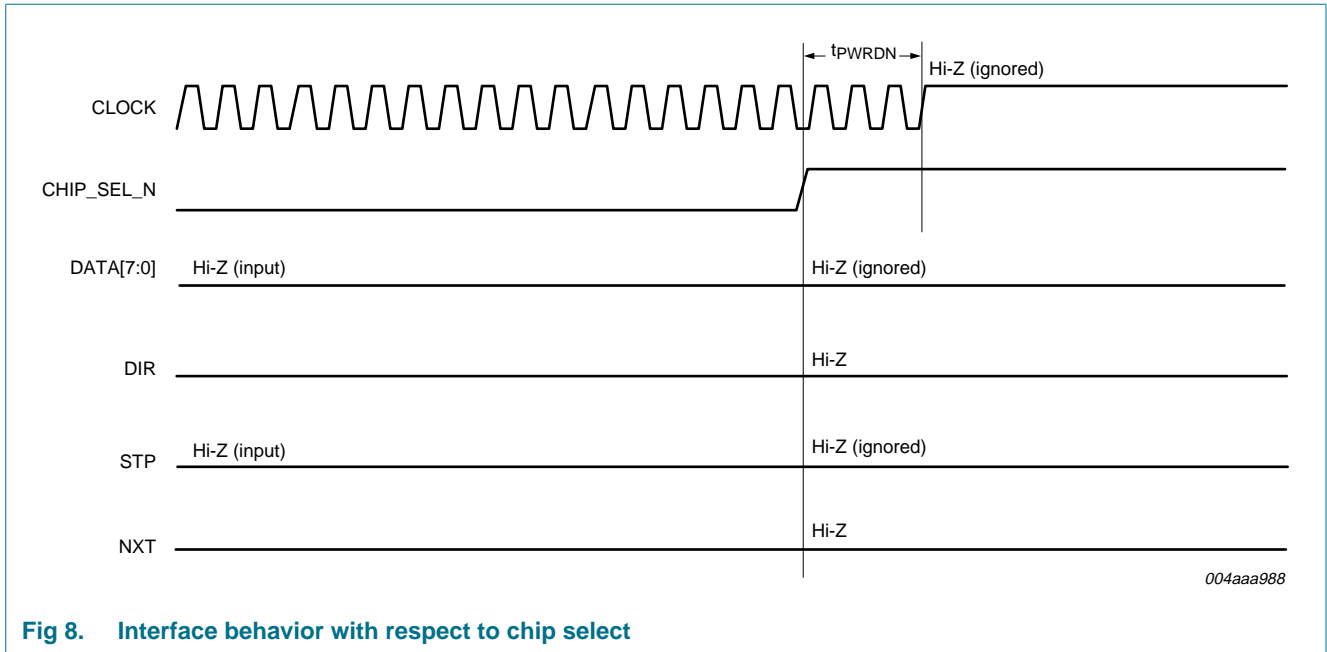 tPWRDN
Hi-Z (ignored)
CLOCK
CHIP_SEL_N
DATA[7:0] Hi-Z (input) Hi-Z (ignored)
DIR Hi-Z
STP Hi-Z (input) Hi-Z (ignored)
NXT Hi-Z
004aaa988
Fig 8. Interface behavior with respect to chip select